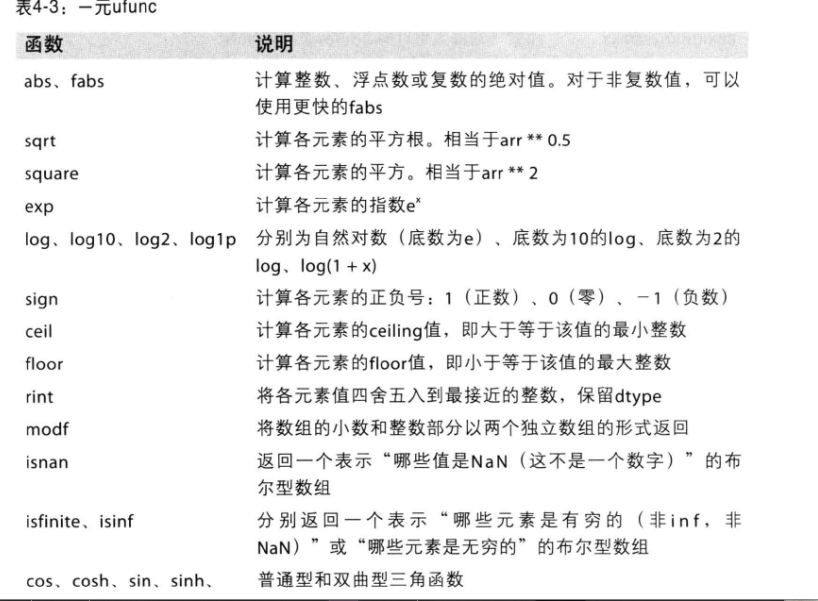 表4-3：一元ufunc
函数 说明
abs、fabs 计算整数、浮点数或复数的绝对值。对于非复数值，可以
使用更快的fabs
sqrt 计算各元素的平方根。相当于arr ** 0.5
square 计算各元素的平方。相当于arr ** 2
exp 计算各元素的指数eˣ
log、log10、log2、log1p 分别为自然对数（底数为e）、底数为10的log、底数为2的
log、log(1 + x)
sign 计算各元素的正负号：1（正数）、0（零）、－1（负数）
ceil 计算各元素的ceiling值，即大于等于该值的最小整数
floor 计算各元素的floor值，即小于等于该值的最大整数
rint 将各元素值四舍五入到最接近的整数，保留dtype
modf 将数组的小数和整数部分以两个独立数组的形式返回
isnan 返回一个表示“哪些值是NaN（这不是一个数字）”的布
尔型数组
isfinite、isinf 分别返回一个表示“哪些元素是有穷的（非inf，非
NaN）”或“哪些元素是无穷的”的布尔型数组
cos、cosh、sin、sinh、 普通型和双曲型三角函数